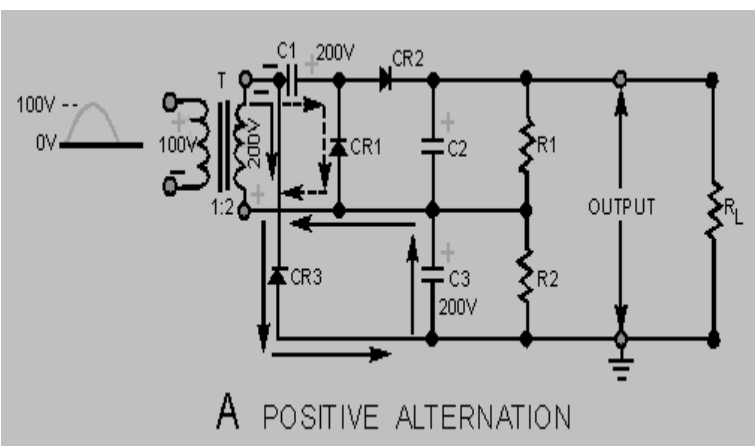 C1 200V CR2
T
100V
0V
100V
200V
CR1
C2
R1
1:2
OUTPUT
RL
CR3
C3
200V
R2
A POSITIVE ALTERNATION